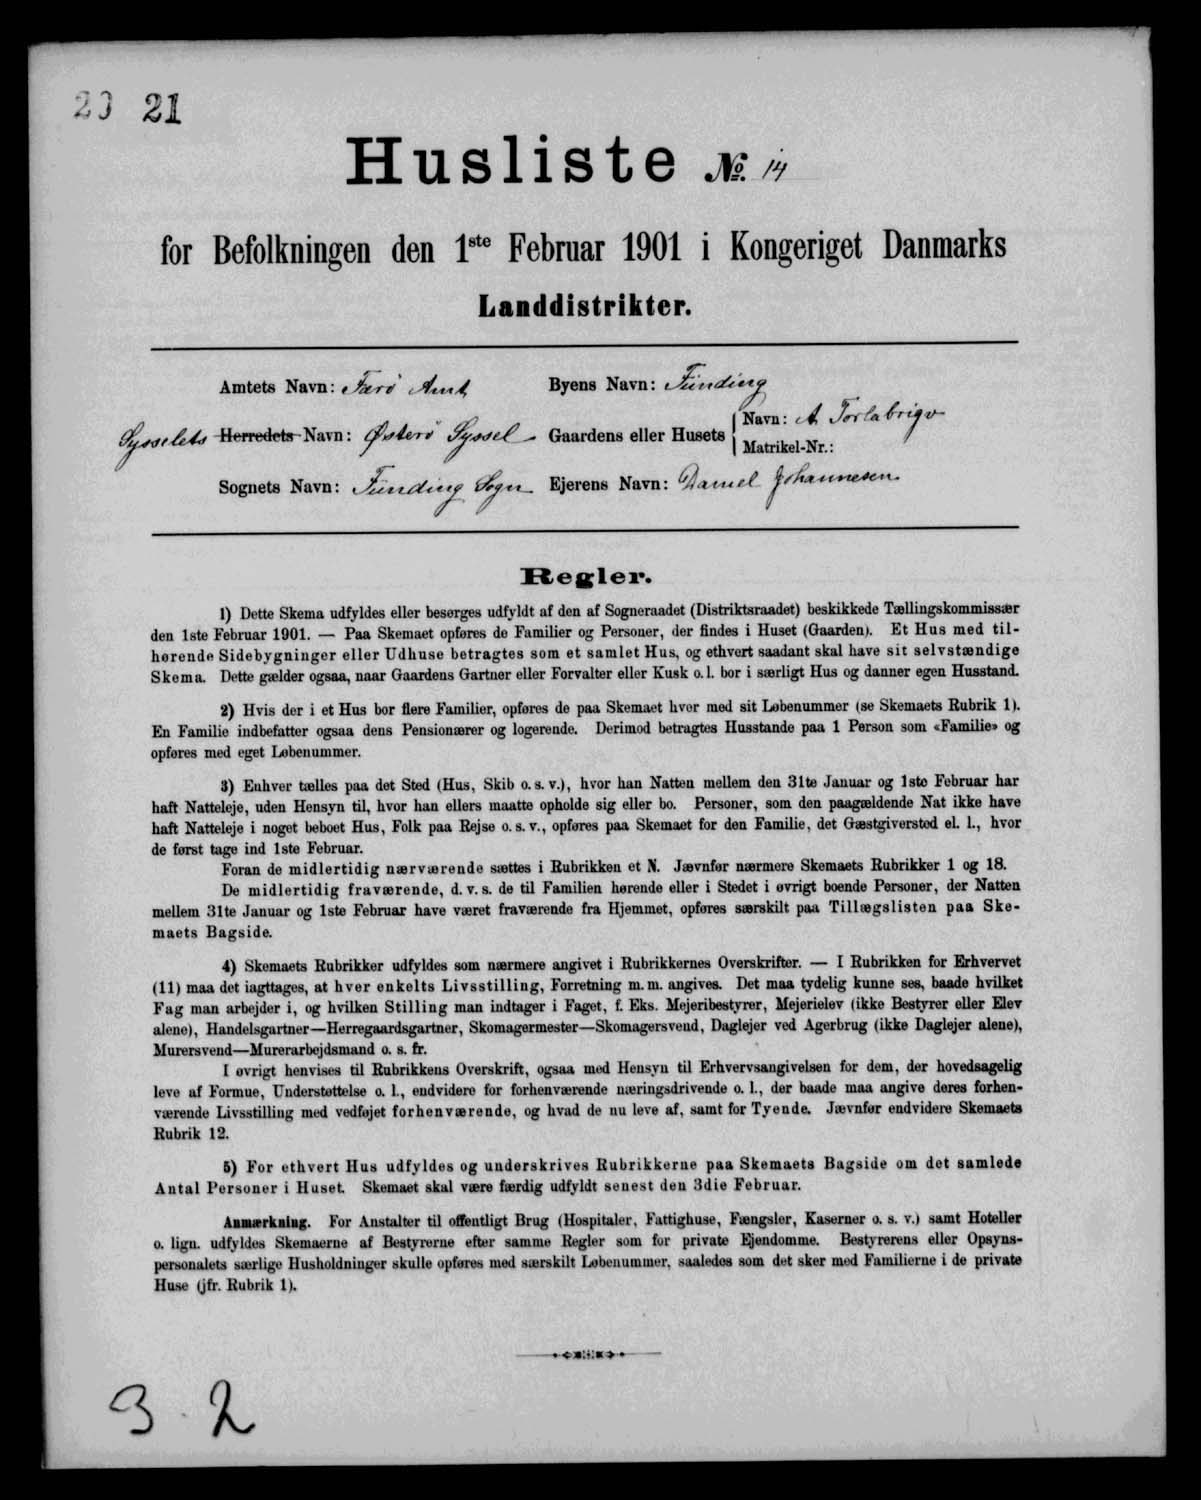 20 21
Husliste No. 14
for Befolkningen den 1ste Februar 1901 i Kongeriget Danmarks
Landdistrikter.
Amtets Navn: Færö Amt
Byens Navn: Funding
Sysselets Herredets Navn: Østerö Syssel
Gaardens eller Husets
Navn: A Torlabrigv
Matrikel-Nr.:
Sognets Navn: Funding Sogn
Ejerens Navn: Daniel Johannesen
Regler.
1) Dette Skema udfyldes eller besørges udfyldt af den af Sogneraadet (Distriktsraadet) beskikkede Tællingskommissær
den 1ste Februar 1901. — Paa Skemaet opføres de Familier og Personer, der findes i Huset (Gaarden). Et Hus med til-
hørende Sidebygninger eller Udhuse betragtes som et samlet Hus, og ethvert saadant skal have sit selvstændige
Skema. Dette gælder ogsaa, naar Gaardens Gartner eller Forvalter eller Kusk o. l. bor i særligt Hus og danner egen Husstand.
2) Hvis der i et Hus bor flere Familier, opføres de paa Skemaet hver med sit Løbenummer (se Skemaets Rubrik 1).
En Familie indbefatter ogsaa dens Pensionærer og logerende. Derimod betragtes Husstande paa 1 Person som «Familie» og
opføres med eget Løbenummer.
3) Enhver tælles paa det Sted (Hus, Skib o. s. v.), hvor han Natten mellem den 31te Januar og 1ste Februar har
haft Natteleje, uden Hensyn til, hvor han ellers maatte opholde sig eller bo. Personer, som den paagældende Nat ikke have
haft Natteleje i noget beboet Hus, Folk paa Rejse o. s. v., opføres paa Skemaet for den Familie, det Gæstgiversted el. l., hvor
de først tage ind 1ste Februar.
Foran de midlertidig nærværende sættes i Rubrikken et N. Jævnfør nærmere Skemaets Rubrikker 1 og 18.
De midlertidig fraværende, d. v. s. de til Familien hørende eller i Stedet i øvrigt boende Personer, der Natten
mellem 31te Januar og 1ste Februar have været fraværende fra Hjemmet, opføres særskilt paa Tillægslisten paa Ske-
maets Bagside.
4) Skemaets Rubrikker udfyldes som nærmere angivet i Rubrikkernes Overskrifter. — I Rubrikken for Erhvervet
(11) maa det iagttages, at hver enkelts Livsstilling, Forretning m. m. angives. Det maa tydelig kunne ses, baade hvilket
Fag man arbejder i, og hvilken Stilling man indtager i Faget, f. Eks. Mejeribestyrer, Mejerielev (ikke Bestyrer eller Elev
alene), Handelsgartner—Herregaardsgartner, Skomagermester—Skomagersvend, Daglejer ved Agerbrug (ikke Daglejer alene),
Murersvend—Murerarbejdsmand o. s. fr.
I øvrigt henvises til Rubrikkens Overskrift, ogsaa med Hensyn til Erhvervsangivelsen for dem, der hovedsagelig
leve af Formue, Understøttelse o. l., endvidere for forhenværende næringsdrivende o. l., der baade maa angive deres forhen-
værende Livsstilling med vedføjet forhenværende, og hvad de nu leve af, samt for Tyende. Jævnfør endvidere Skemaets
Rubrik 12.
5) For ethvert Hus udfyldes og underskrives Rubrikkerne paa Skemaets Bagside om det samlede
Antal Personer i Huset. Skemaet skal være færdig udfyldt senest den 3die Februar.
Anmærkning. For Anstalter til offentligt Brug (Hospitaler, Fattighuse, Fængsler, Kaserner o. s. v.) samt Hoteller
o. lign. udfyldes Skemaerne af Bestyrerne efter samme Regler som for private Ejendomme. Bestyrerens eller Opsyns-
personalets særlige Husholdninger skulle opføres med særskilt Løbenummer, saaledes som det sker med Familierne i de private
Huse (jfr. Rubrik 1).
3 . 2